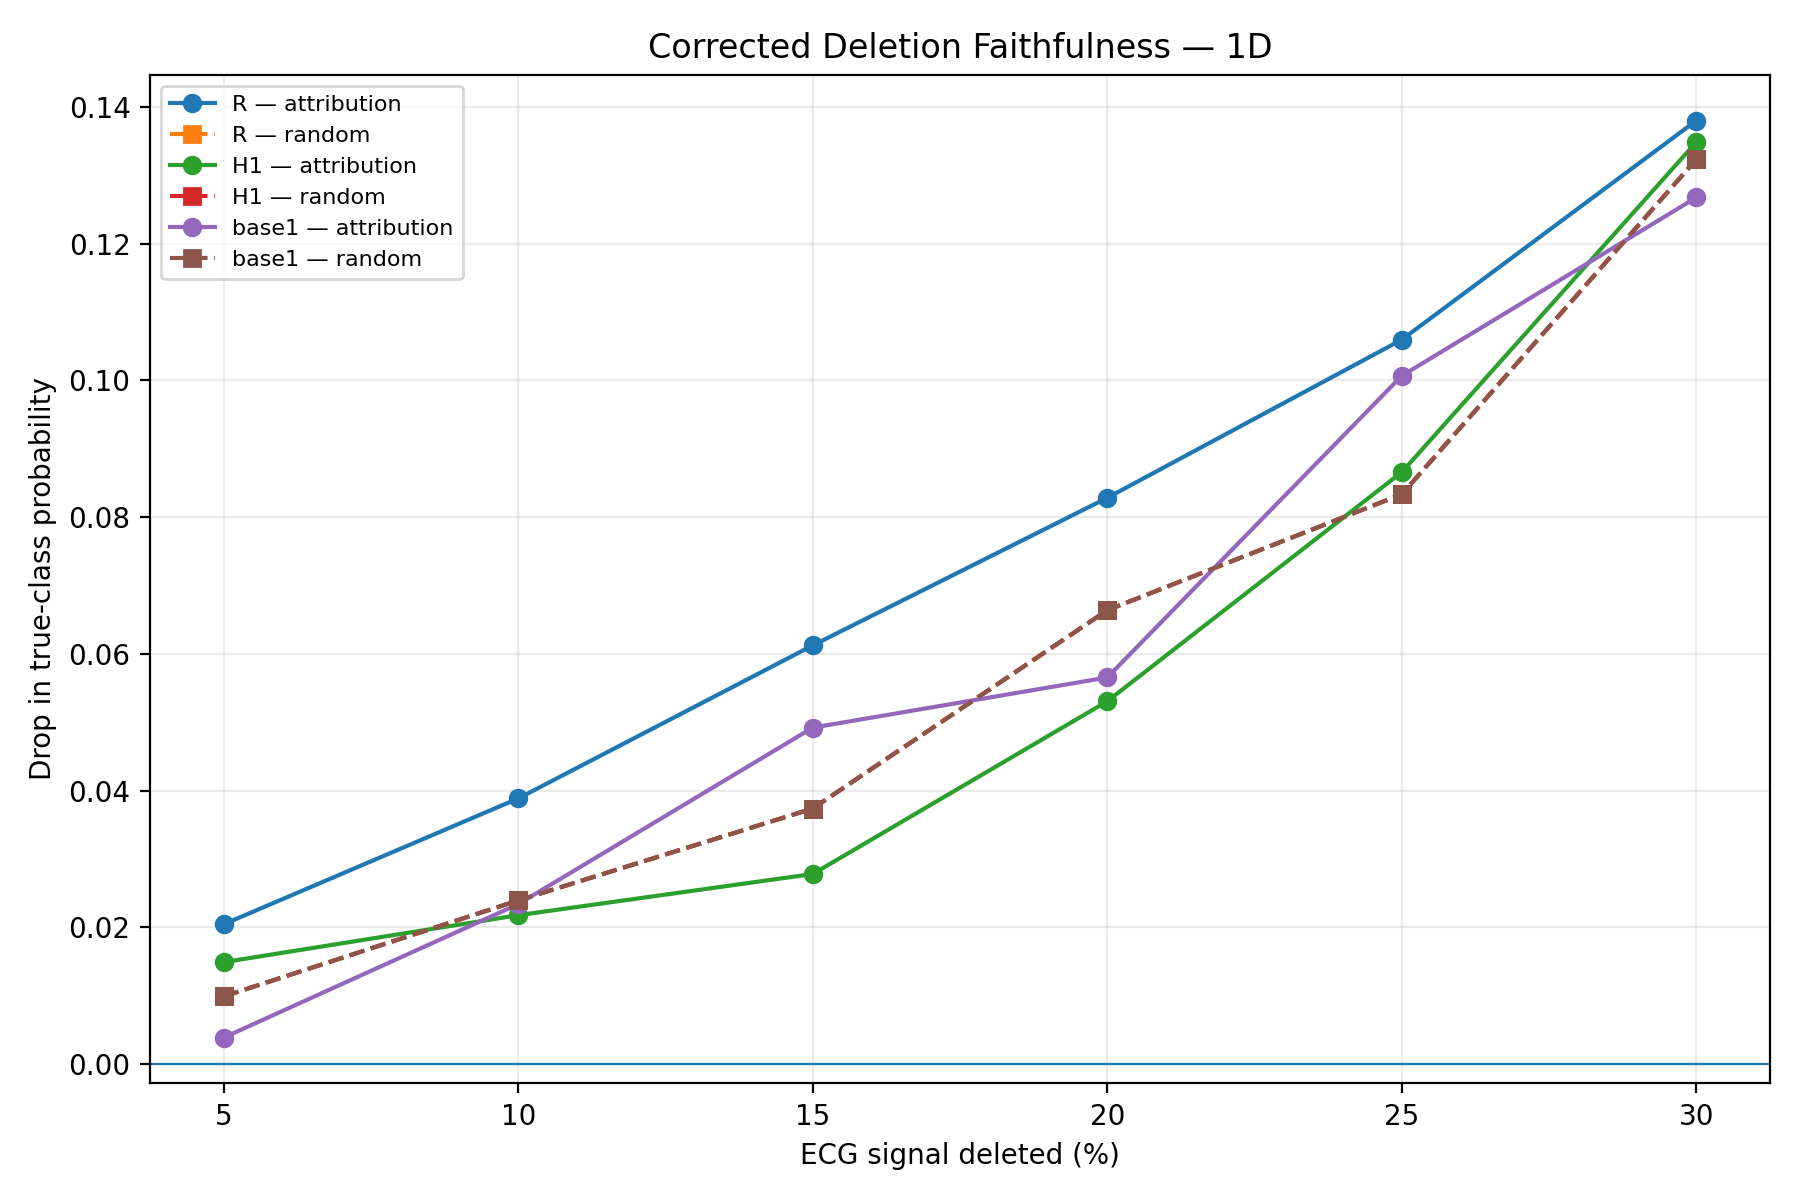 Corrected Deletion Faithfulness — 1D
R — attribution
R — random
H1 — attribution
H1 — random
base1 — attribution
base1 — random
Drop in true-class probability
0.14
0.12
0.10
0.08
0.06
0.04
0.02
0.00
5 10 15 20 25 30
ECG signal deleted (%)